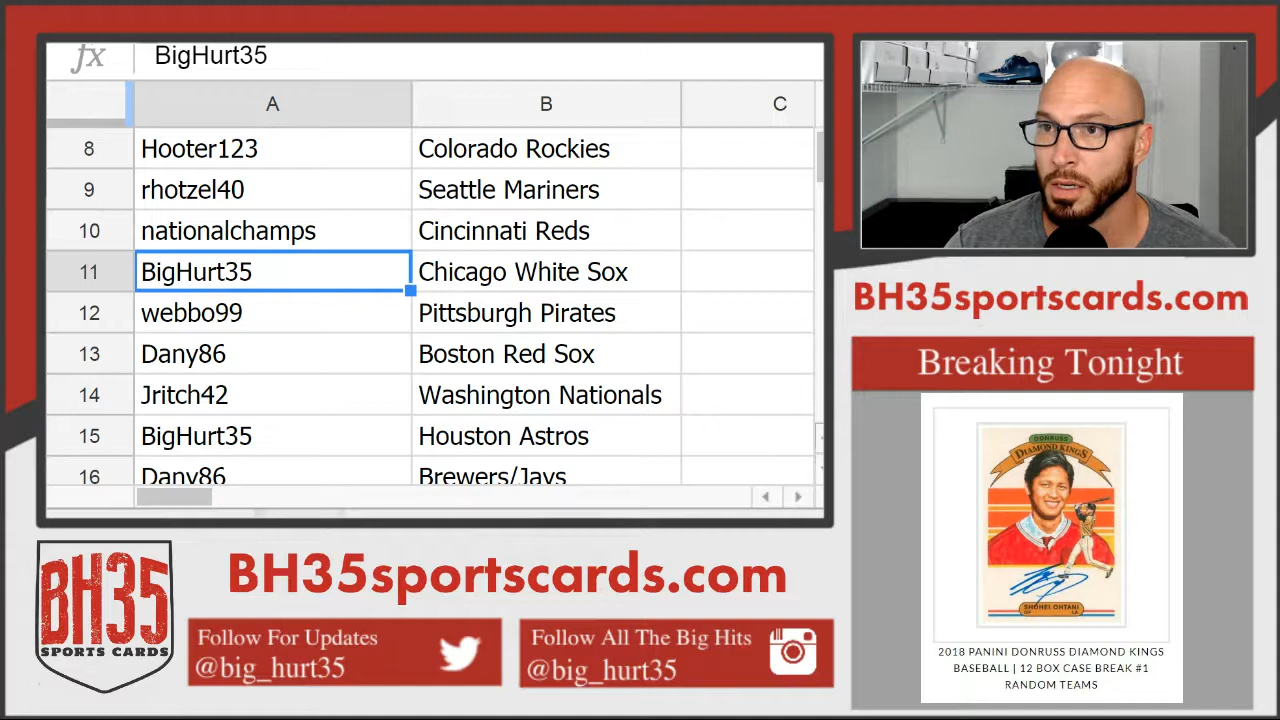 fx BigHurt35
A B C
8 Hooter123 Colorado Rockies
9 rhotzel40 Seattle Mariners
10 nationalchamps Cincinnati Reds
11 BigHurt35 Chicago White Sox
12 webbo99 Pittsburgh Pirates
13 Dany86 Boston Red Sox
14 Jritch42 Washington Nationals
15 BigHurt35 Houston Astros
16 Dany86 Brewers/Jays
BH35sportscards.com
Breaking Tonight
DONRUSS
DIAMOND KINGS
SHOHEI OHTANI
2018 PANINI DONRUSS DIAMOND KINGS
BASEBALL | 12 BOX CASE BREAK #1
RANDOM TEAMS
BH35
SPORTS CARDS
BH35sportscards.com
Follow For Updates
@big_hurt35
Follow All The Big Hits
@big_hurt35